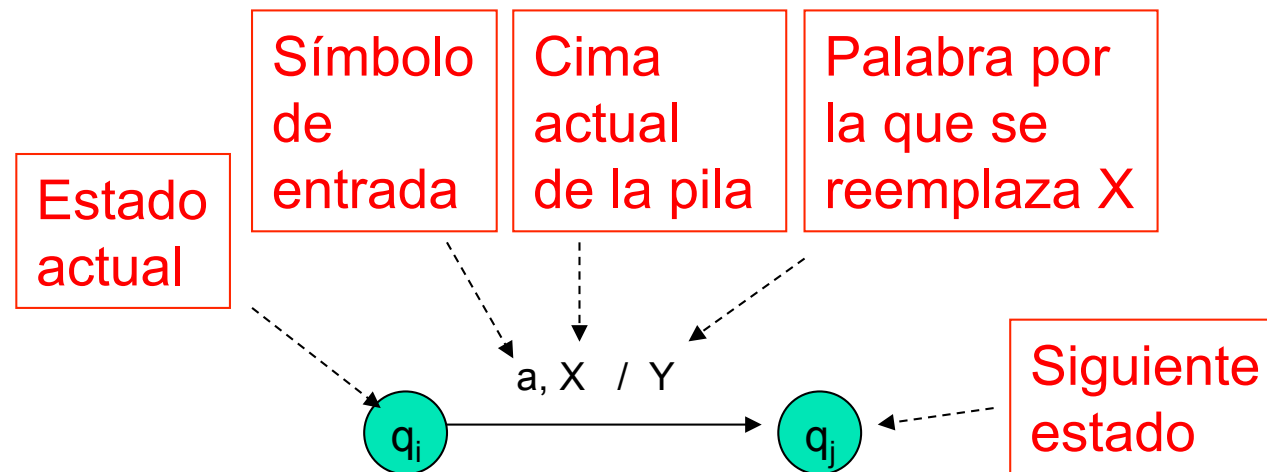 Símbolo
de
entrada
Cima
actual
de la pila
Palabra por
la que se
reemplaza X
Estado
actual
a, X / Y
Siguiente
estado
qi
qj